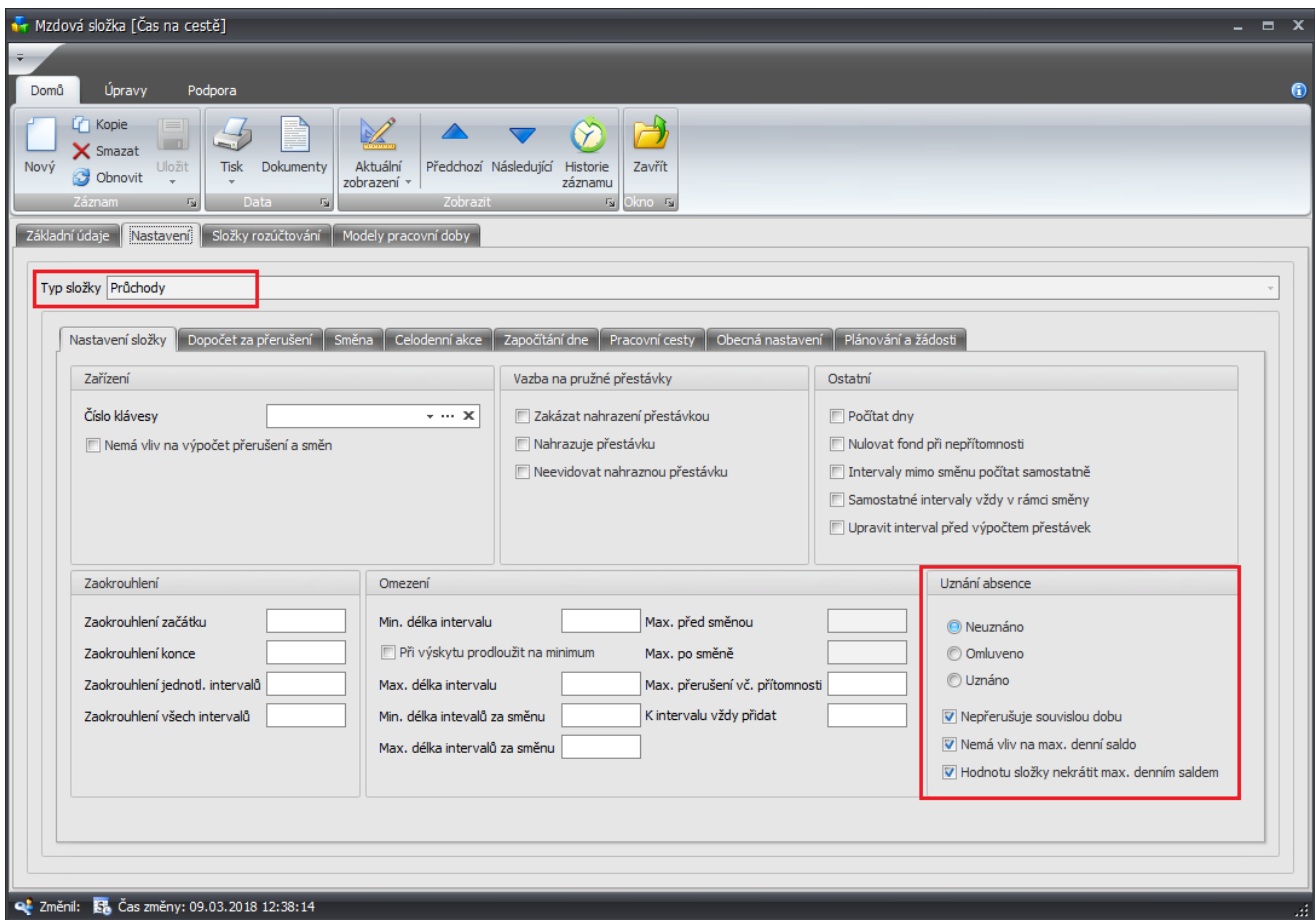 Mzdová složka [Čas na cestě]
Domů Úpravy Podpora
Nový
Kopie
Smazat
Obnovit
Uložit
Záznam
Tisk
Dokumenty
Data
Aktuální
zobrazení
Předchozí
Následující
Historie
záznamu
Zobrazit
Zavřít
Okno
Základní údaje Nastavení Složky rozúčtování Modely pracovní doby
Typ složky Průchody
Nastavení složky Dopočet za přerušení Směna Celodenní akce Započítání dne Pracovní cesty Obecná nastavení Plánování a žádosti
Zařízení
Číslo klávesy
Nemá vliv na výpočet přerušení a směn
Vazba na pružné přestávky
Zakázat nahrazení přestávkou
Nahrazuje přestávku
Neevidovat nahraznou přestávku
Ostatní
Počítat dny
Nulovat fond při nepřítomnosti
Intervaly mimo směnu počítat samostatně
Samostatné intervaly vždy v rámci směny
Upravit interval před výpočtem přestávek
Zaokrouhlení
Zaokrouhlení začátku
Zaokrouhlení konce
Zaokrouhlení jednotl. intervalů
Zaokrouhlení všech intervalů
Omezení
Min. délka intervalu
Při výskytu prodloužit na minimum
Max. délka intervalu
Min. délka intevalů za směnu
Max. délka intervalů za směnu
Max. před směnou
Max. po směně
Max. přerušení vč. přítomnosti
K intervalu vždy přidat
Uznání absence
Neuznáno
Omluveno
Uznáno
Nepřerušuje souvislou dobu
Nemá vliv na max. denní saldo
Hodnotu složky nekrátit max. denním saldem
Změnil: Čas změny: 09.03.2018 12:38:14